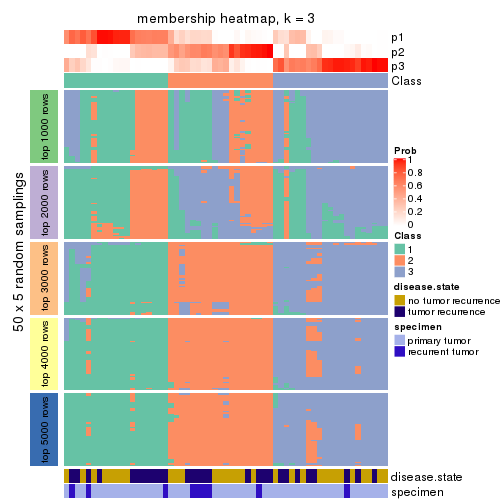 membership heatmap, k = 3
p1
p2
p3
Class
50 x 5 random samplings
top 1000 rows
top 2000 rows
top 3000 rows
top 4000 rows
top 5000 rows
disease.state
specimen
Prob
1
0.8
0.6
0.4
0.2
0
Class
1
2
3
disease.state
no tumor recurrence
tumor recurrence
specimen
primary tumor
recurrent tumor